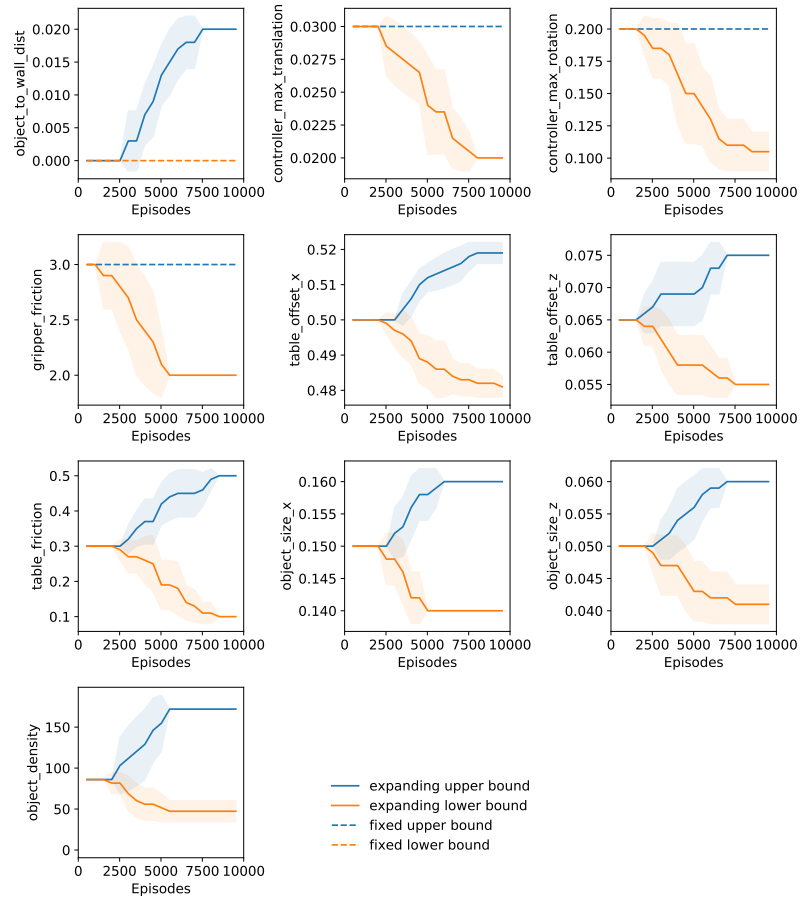 object_to_wall_dist
0.020
0.015
0.010
0.005
0.000
0 2500 5000 7500 10000
Episodes
controller_max_translation
0.0300
0.0275
0.0250
0.0225
0.0200
0 2500 5000 7500 10000
Episodes
controller_max_rotation
0.200
0.175
0.150
0.125
0.100
0 2500 5000 7500 10000
Episodes
gripper_friction
3.0
2.5
2.0
0 2500 5000 7500 10000
Episodes
table_offset_x
0.52
0.51
0.50
0.49
0.48
0 2500 5000 7500 10000
Episodes
table_offset_z
0.075
0.070
0.065
0.060
0.055
0 2500 5000 7500 10000
Episodes
table_friction
0.5
0.4
0.3
0.2
0.1
0 2500 5000 7500 10000
Episodes
object_size_x
0.160
0.155
0.150
0.145
0.140
0 2500 5000 7500 10000
Episodes
object_size_z
0.060
0.055
0.050
0.045
0.040
0 2500 5000 7500 10000
Episodes
object_density
150
100
50
0
0 2500 5000 7500 10000
Episodes
expanding upper bound
expanding lower bound
fixed upper bound
fixed lower bound